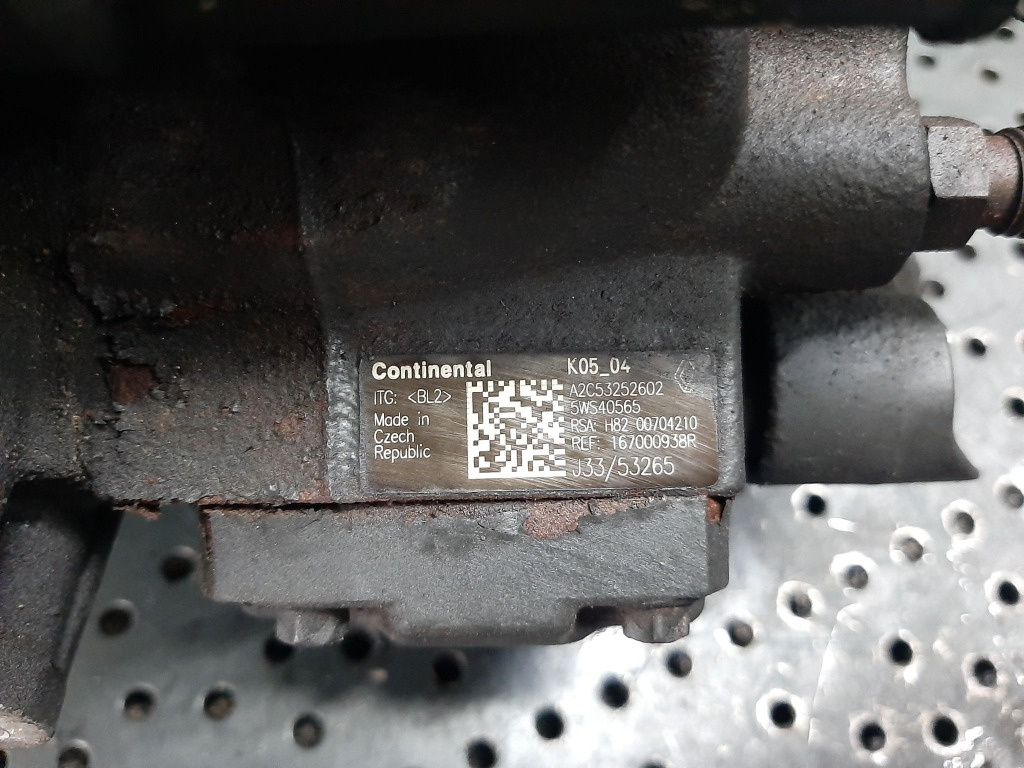 Continental K05_04
ITC: <BL2> A2C53252602
5WS40565
Made in RSA: H82 00704210
Czech REF: 167000938R
Republic
J33/53265